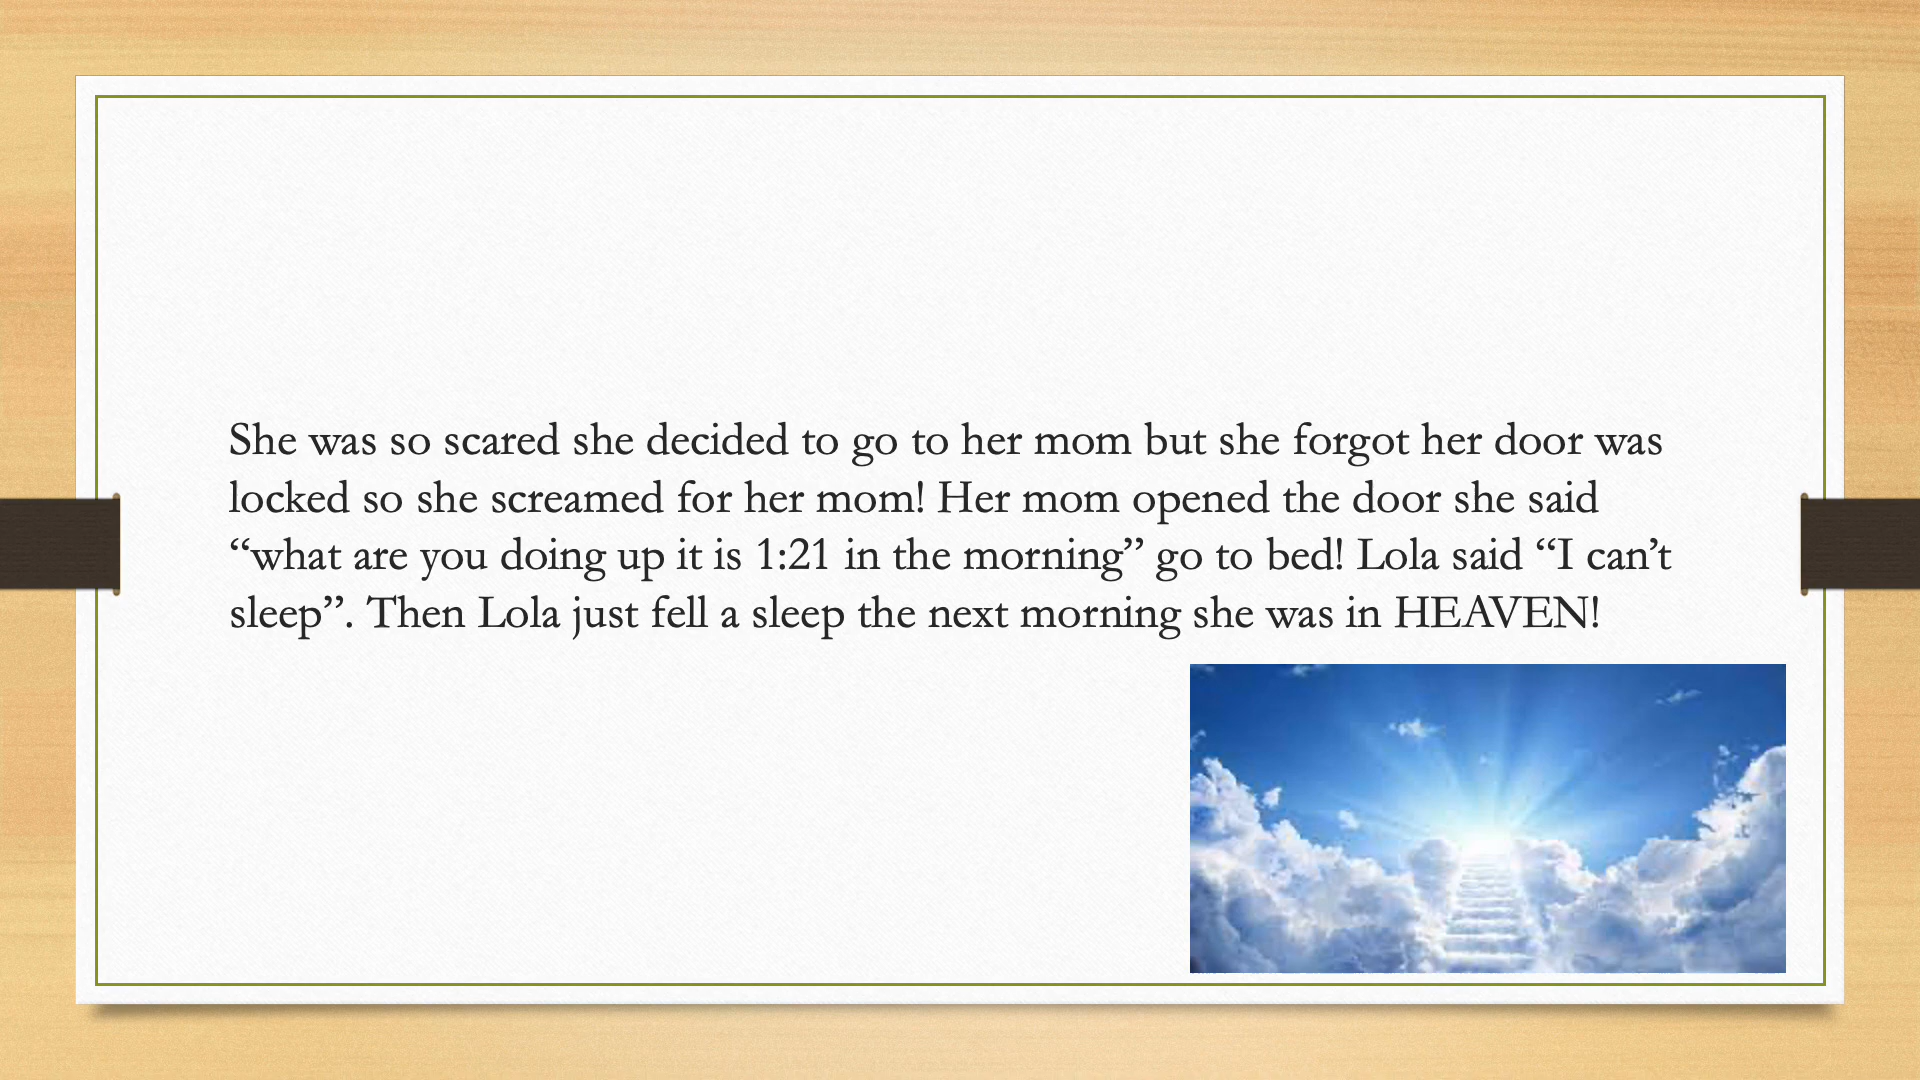 She was so scared she decided to go to her mom but she forgot her door was
locked so she screamed for her mom! Her mom opened the door she said
“what are you doing up it is 1:21 in the morning” go to bed! Lola said “I can’t
sleep”. Then Lola just fell a sleep the next morning she was in HEAVEN!